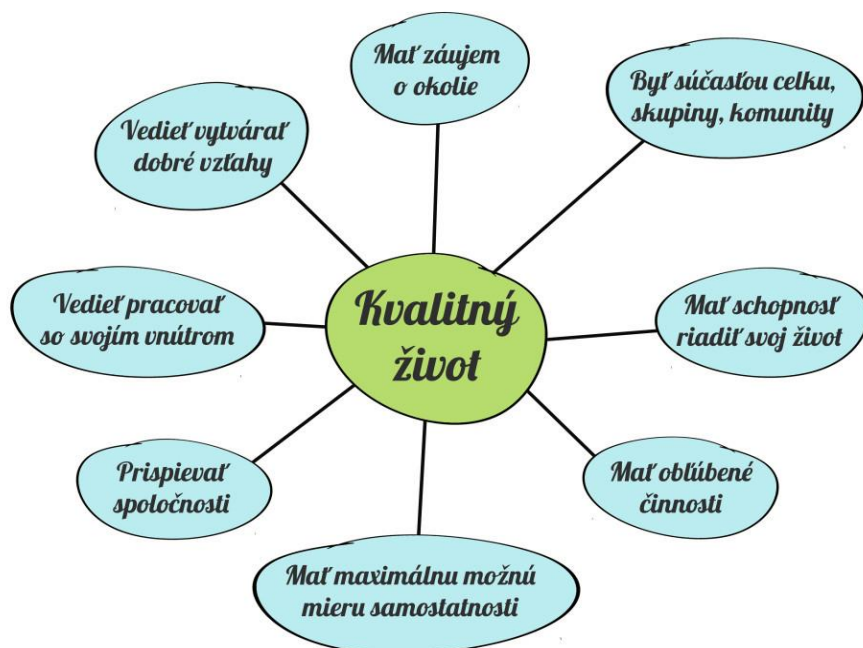 Mať záujem
o okolie
Byť súčasťou celku,
skupiny, komunity
Vedieť vytvárať
dobré vzťahy
Kvalitný
život
Vedieť pracovať
so svojím vnútrom
Mať schopnosť
riadiť svoj život
Prispievať
spoločnosti
Mať obľúbené
činnosti
Mať maximálnu možnú
mieru samostatnosti